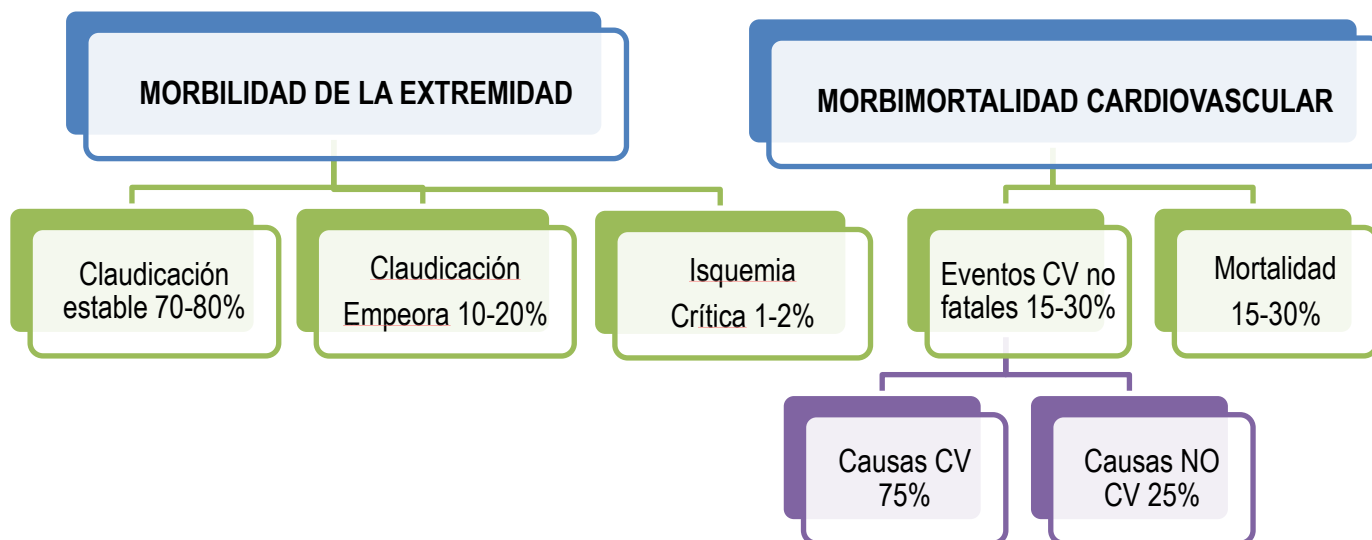 MORBILIDAD DE LA EXTREMIDAD
MORBIMORTALIDAD CARDIOVASCULAR
Claudicación
estable 70-80%
Claudicación
Empeora 10-20%
Isquemia
Crítica 1-2%
Eventos CV no
fatales 15-30%
Mortalidad
15-30%
Causas CV
75%
Causas NO
CV 25%